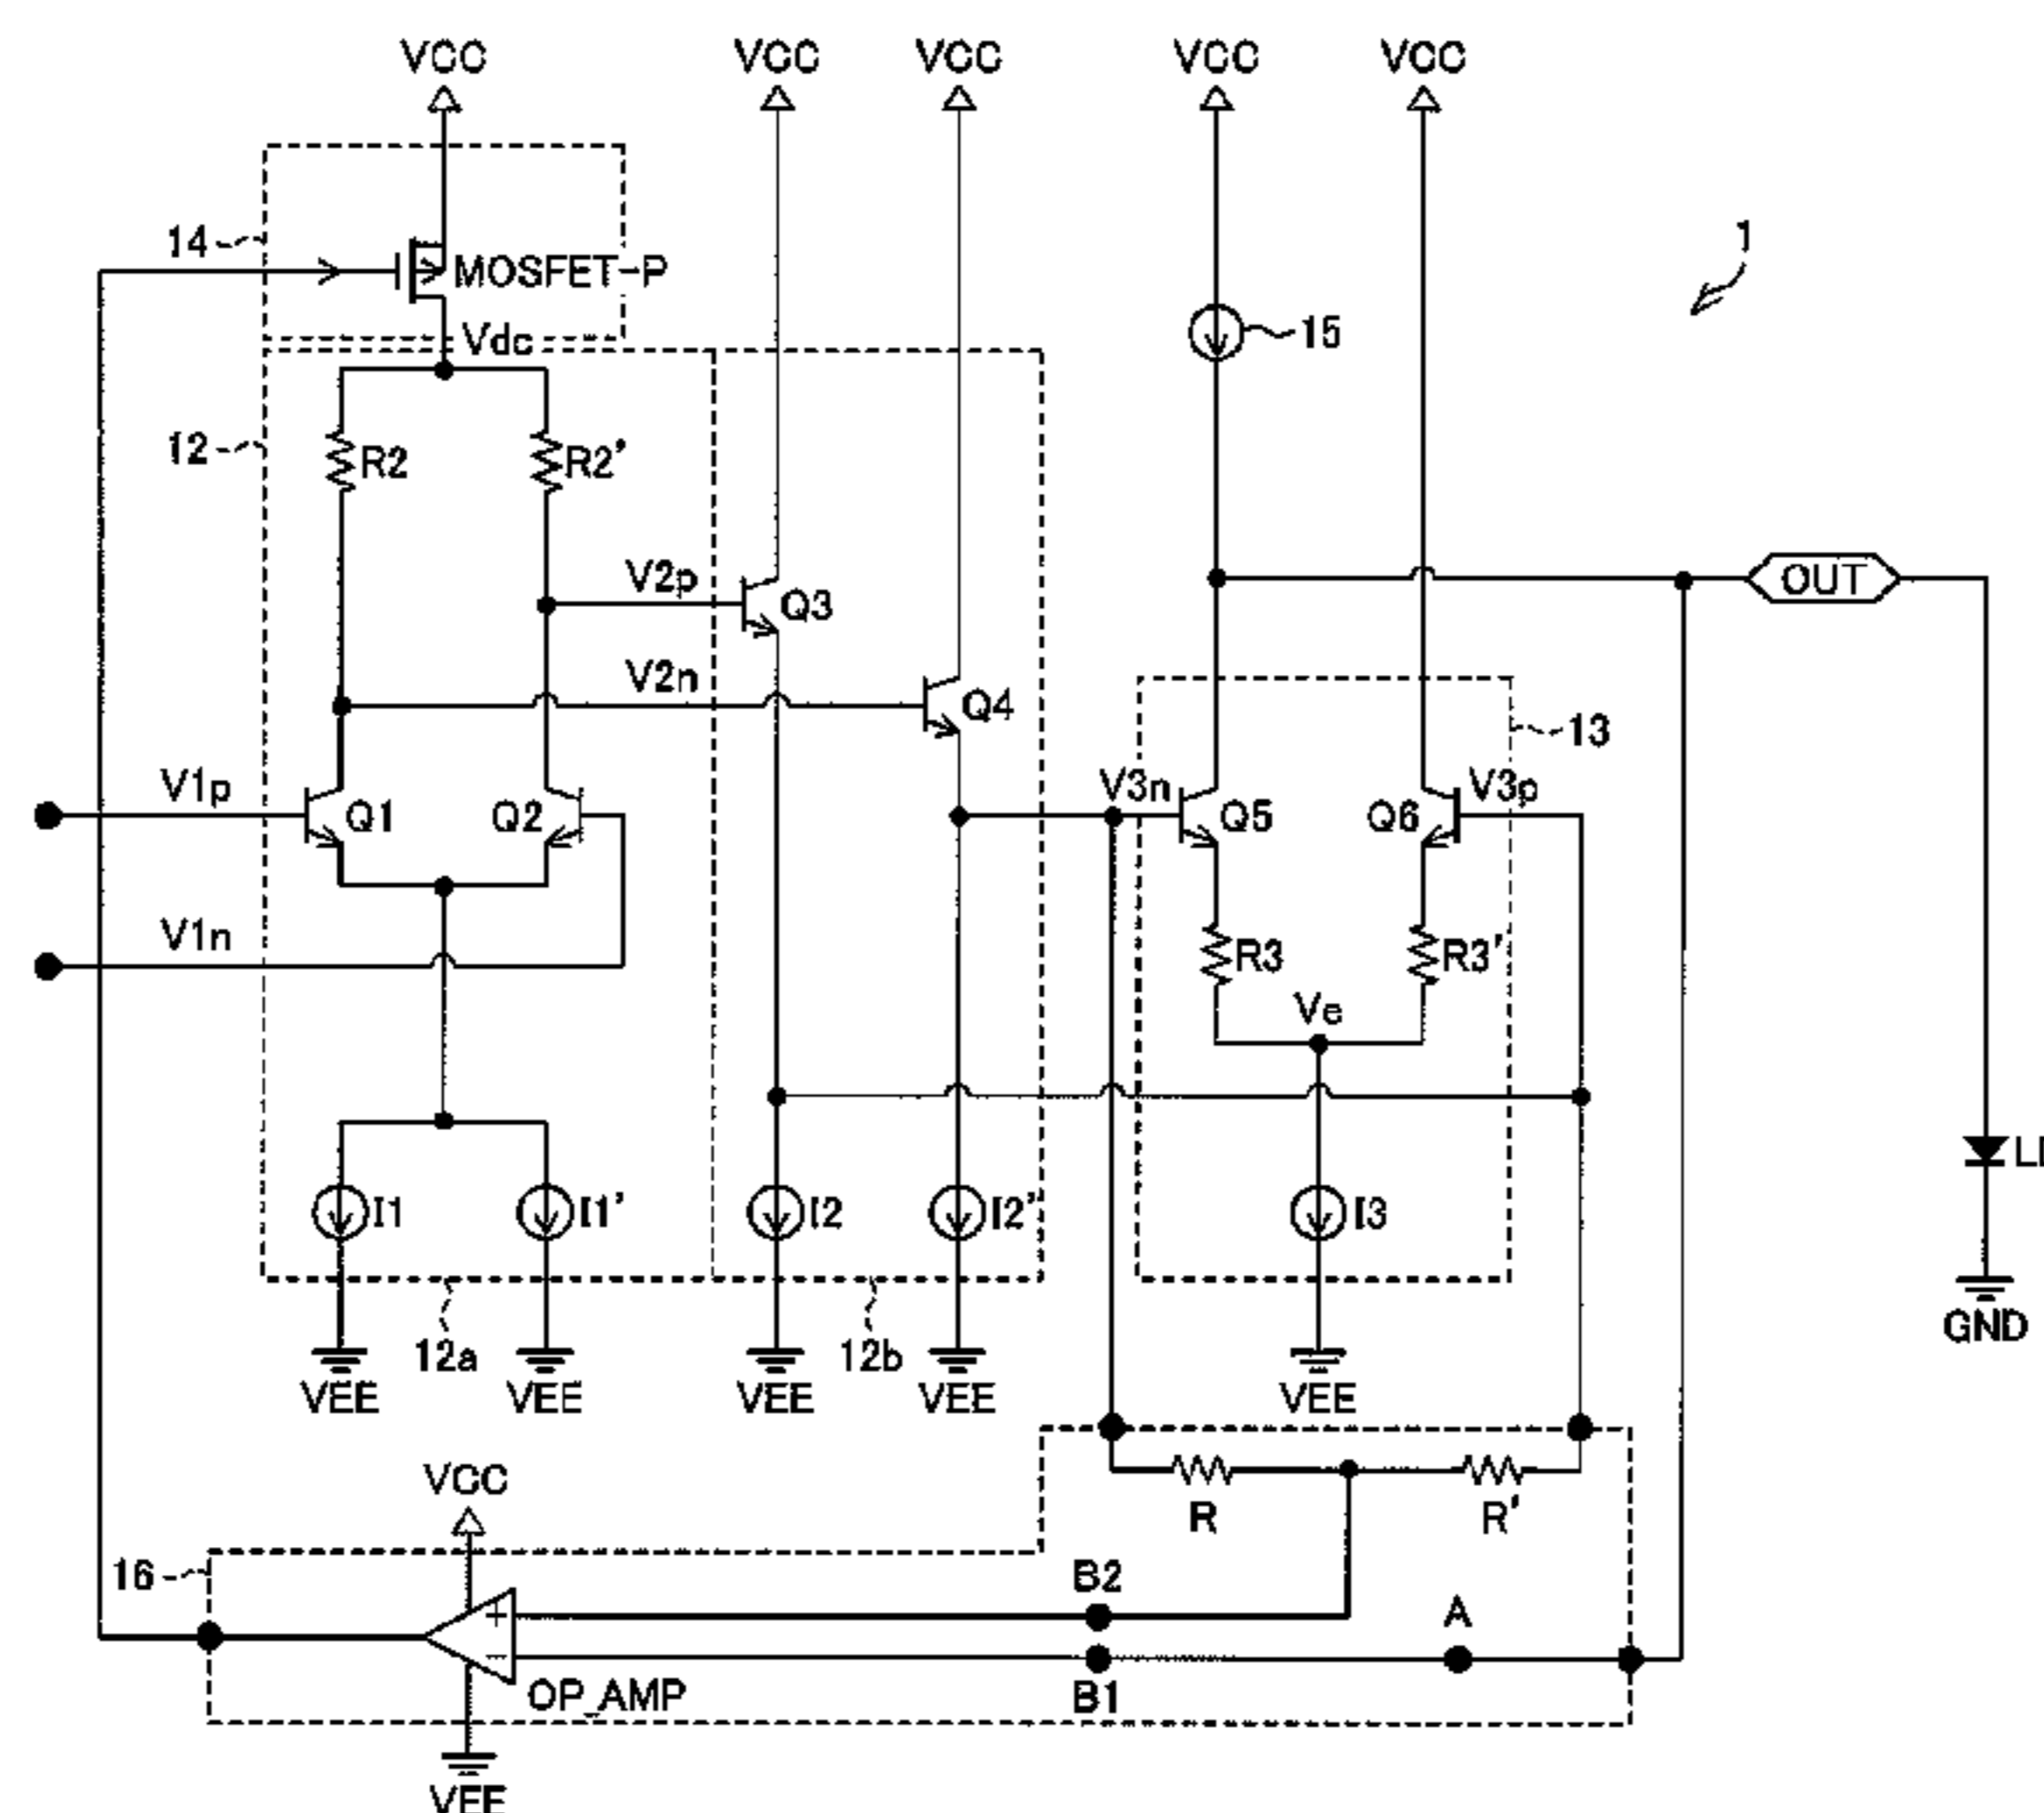 VCC VCC VCC VCC VCC
1
14
MOSFET-P
Vdc
15
12
R2 R2'
V2p
Q3
OUT
V2n
Q4
13
V1p
Q1 Q2
V3n
Q5 Q6
V3p
V1n
R3 R3'
Ve
I1 I1' I2 I2' I3
GND
12a 12b
VEE VEE VEE VEE VEE
VCC
R R'
16
B2
A
+
−
OP_AMP
B1
VEE